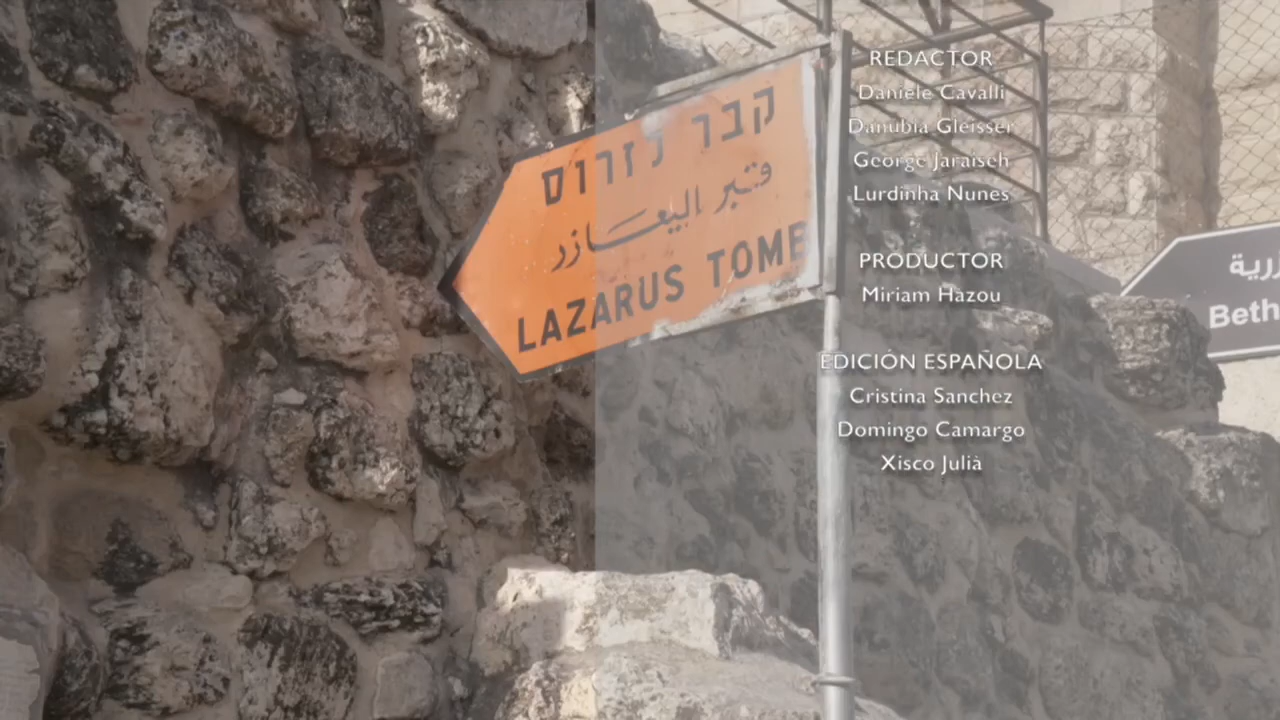 קבר לזרוס
قبر اليعازر
LAZARUS TOMB
REDACTOR
Daniele Cavalli
Danubia Gleisser
George Jaraiseh
Lurdinha Nunes
PRODUCTOR
Miriam Hazou
EDICIÓN ESPAÑOLA
Cristina Sanchez
Domingo Camargo
Xisco Julià
Beth